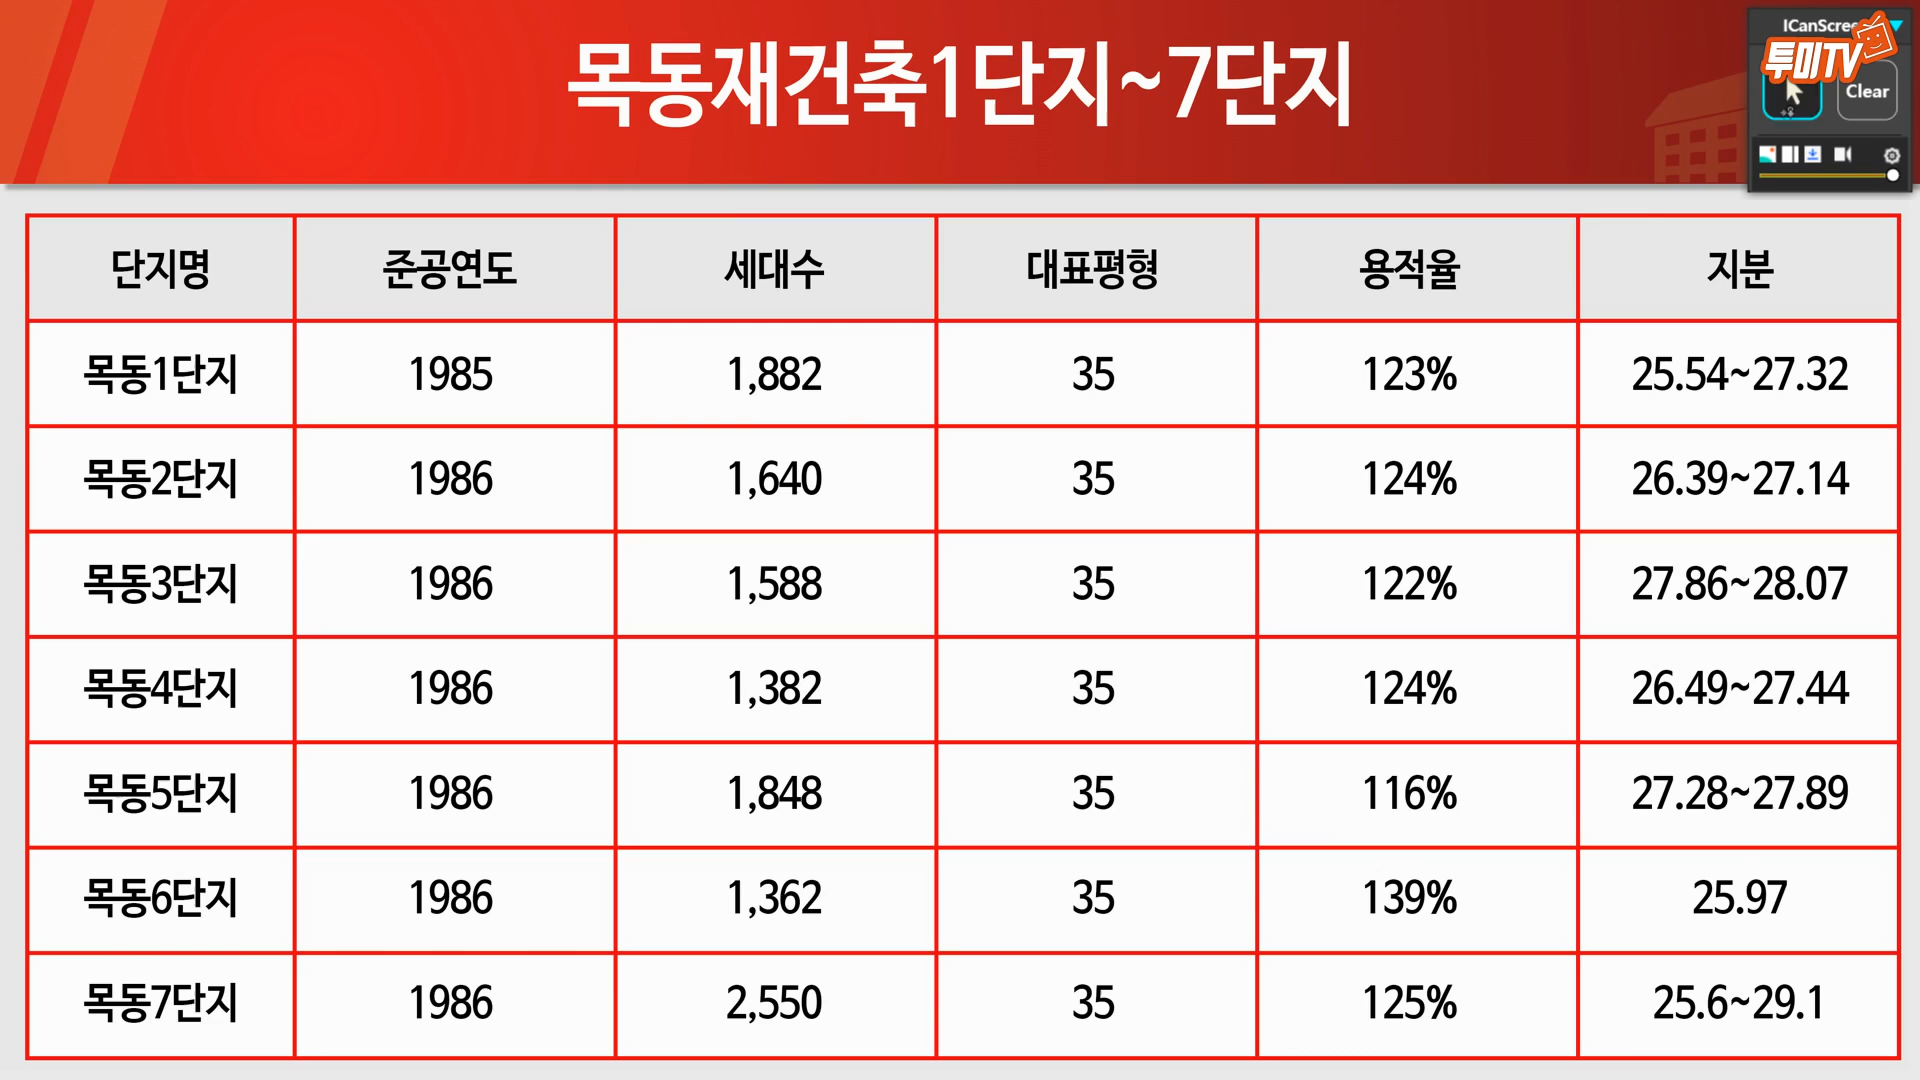 목동재건축1단지~7단지
ICanScre
투미TV
Clear
단지명 준공연도 세대수 대표평형 용적율 지분
목동1단지 1985 1,882 35 123% 25.54~27.32
목동2단지 1986 1,640 35 124% 26.39~27.14
목동3단지 1986 1,588 35 122% 27.86~28.07
목동4단지 1986 1,382 35 124% 26.49~27.44
목동5단지 1986 1,848 35 116% 27.28~27.89
목동6단지 1986 1,362 35 139% 25.97
목동7단지 1986 2,550 35 125% 25.6~29.1